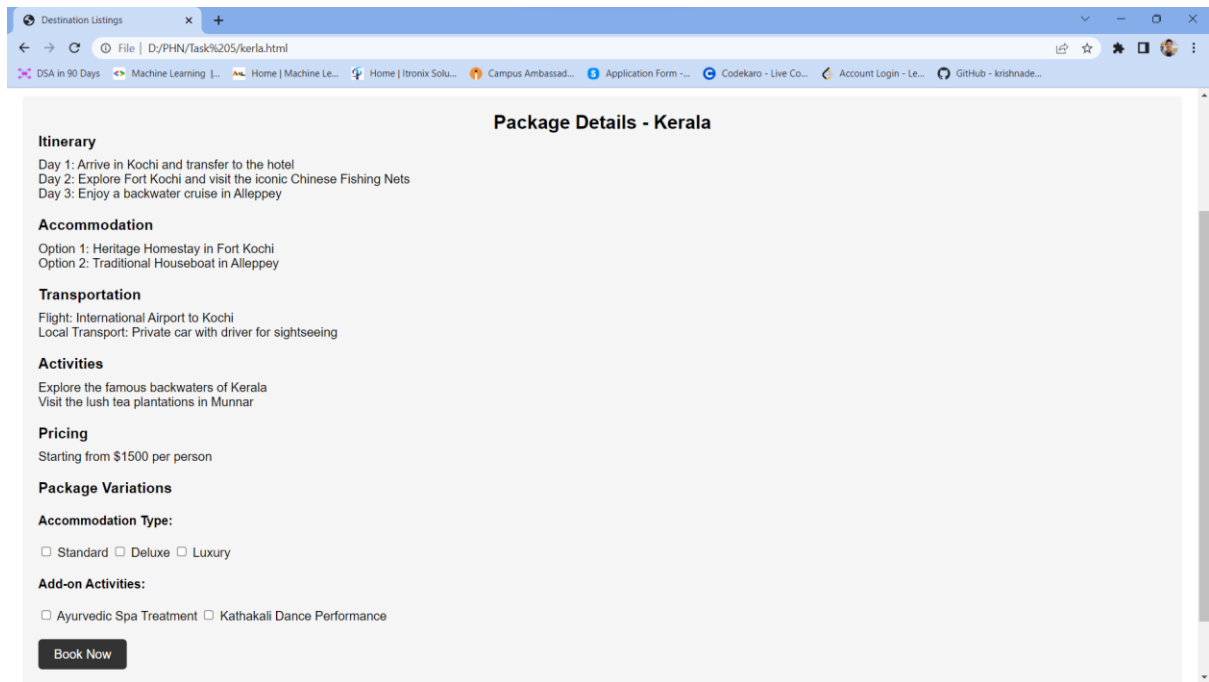 Destination Listings
File | D:/PHN/Task%205/kerla.html
DSA in 90 Days Machine Learning |... Home | Machine Le... Home | Itronix Solu... Campus Ambassad... Application Form -... Codekaro - Live Co... Account Login - Le... GitHub - krishnade...
Package Details - Kerala
Itinerary
Day 1: Arrive in Kochi and transfer to the hotel
Day 2: Explore Fort Kochi and visit the iconic Chinese Fishing Nets
Day 3: Enjoy a backwater cruise in Alleppey
Accommodation
Option 1: Heritage Homestay in Fort Kochi
Option 2: Traditional Houseboat in Alleppey
Transportation
Flight: International Airport to Kochi
Local Transport: Private car with driver for sightseeing
Activities
Explore the famous backwaters of Kerala
Visit the lush tea plantations in Munnar
Pricing
Starting from $1500 per person
Package Variations
Accommodation Type:
Standard Deluxe Luxury
Add-on Activities:
Ayurvedic Spa Treatment Kathakali Dance Performance
Book Now